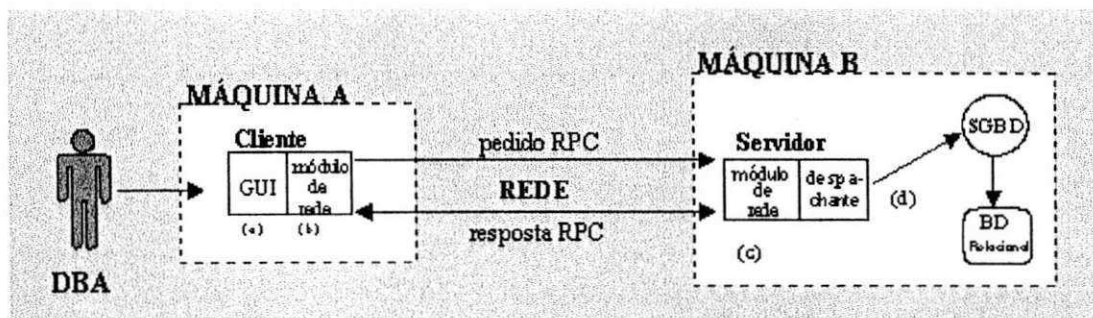 MÁQUINA A
MÁQUINA B
Cliente
GUI
módulo
de
rede
(a)
(b)
DBA
pedido RPC
REDE
resposta RPC
Servidor
módulo
de
rede
despa-
chante
(c)
(d)
SGBD
BD
Relacional